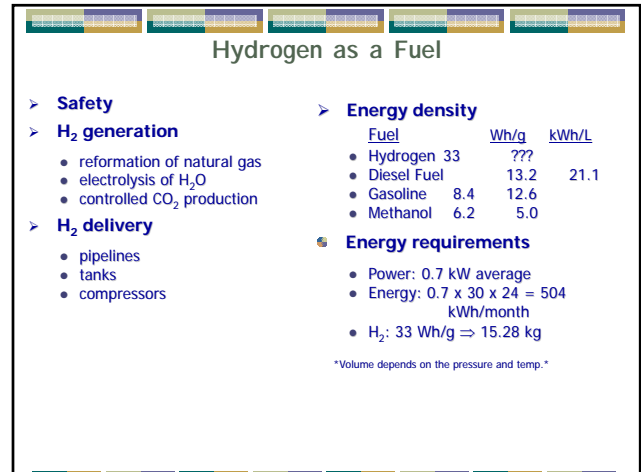 Hydrogen as a Fuel
Safety
H₂ generation
reformation of natural gas
electrolysis of H₂O
controlled CO₂ production
H₂ delivery
pipelines
tanks
compressors
Energy density
Fuel Wh/g kWh/L
Hydrogen 33 ???
Diesel Fuel 13.2 21.1
Gasoline 8.4 12.6
Methanol 6.2 5.0
Energy requirements
Power: 0.7 kW average
Energy: 0.7 x 30 x 24 = 504
kWh/month
H₂: 33 Wh/g ⇒ 15.28 kg
*Volume depends on the pressure and temp.*